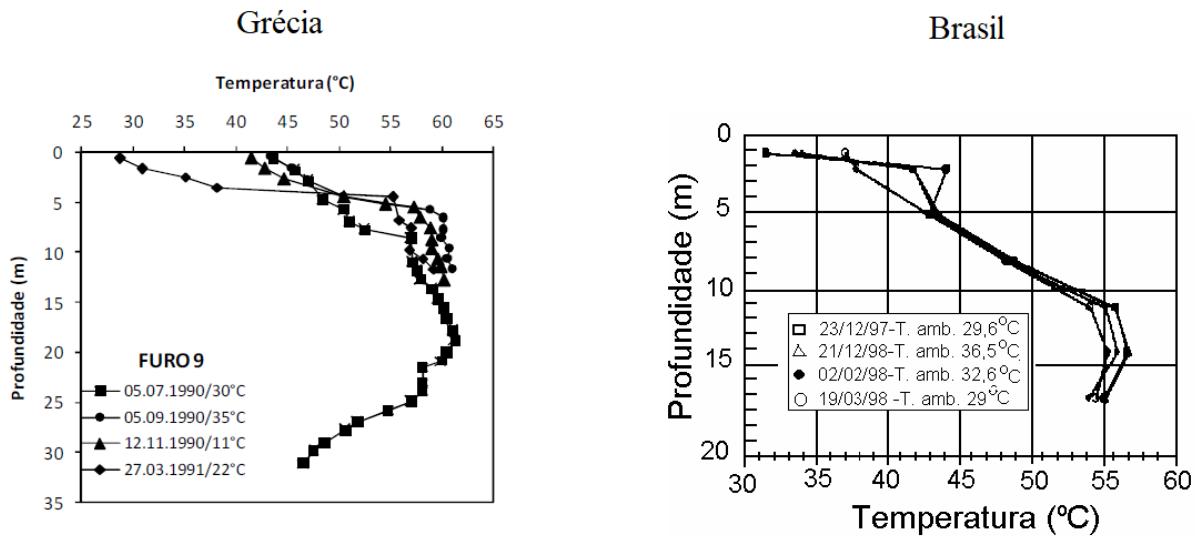 Grécia
Temperatura (°C)
25 30 35 40 45 50 55 60 65
0
5
10
15
20
25
30
35
Profundidade (m)
FURO 9
05.07.1990/30°C
05.09.1990/35°C
12.11.1990/11°C
27.03.1991/22°C
Brasil
0
5
10
15
20
Profundidade (m)
23/12/97-T. amb. 29,6°C
21/12/98-T. amb. 36,5°C
02/02/98-T. amb. 32,6°C
19/03/98 -T. amb. 29°C
30 35 40 45 50 55 60
Temperatura (ºC)